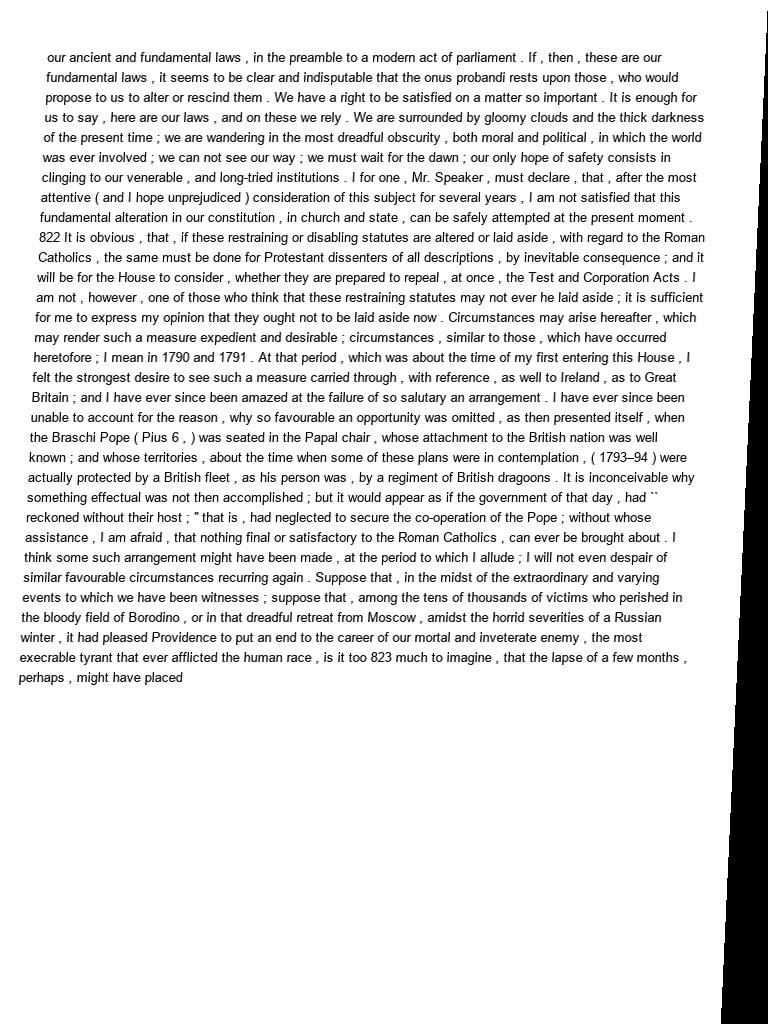 our ancient and fundamental laws , in the preamble to a modern act of parliament . If , then , these are our
fundamental laws , it seems to be clear and indisputable that the onus probandi rests upon those , who would
propose to us to alter or rescind them . We have a right to be satisfied on a matter so important . It is enough for
us to say , here are our laws , and on these we rely . We are surrounded by gloomy clouds and the thick darkness
of the present time ; we are wandering in the most dreadful obscurity , both moral and political , in which the world
was ever involved ; we can not see our way ; we must wait for the dawn ; our only hope of safety consists in
clinging to our venerable , and long-tried institutions . I for one , Mr. Speaker , must declare , that , after the most
attentive ( and I hope unprejudiced ) consideration of this subject for several years , I am not satisfied that this
fundamental alteration in our constitution , in church and state , can be safely attempted at the present moment .
822 It is obvious , that , if these restraining or disabling statutes are altered or laid aside , with regard to the Roman
Catholics , the same must be done for Protestant dissenters of all descriptions , by inevitable consequence ; and it
will be for the House to consider , whether they are prepared to repeal , at once , the Test and Corporation Acts . I
am not , however , one of those who think that these restraining statutes may not ever he laid aside ; it is sufficient
for me to express my opinion that they ought not to be laid aside now . Circumstances may arise hereafter , which
may render such a measure expedient and desirable ; circumstances , similar to those , which have occurred
heretofore ; I mean in 1790 and 1791 . At that period , which was about the time of my first entering this House , I
felt the strongest desire to see such a measure carried through , with reference , as well to Ireland , as to Great
Britain ; and I have ever since been amazed at the failure of so salutary an arrangement . I have ever since been
unable to account for the reason , why so favourable an opportunity was omitted , as then presented itself , when
the Braschi Pope ( Pius 6 , ) was seated in the Papal chair , whose attachment to the British nation was well
known ; and whose territories , about the time when some of these plans were in contemplation , ( 1793–94 ) were
actually protected by a British fleet , as his person was , by a regiment of British dragoons . It is inconceivable why
something effectual was not then accomplished ; but it would appear as if the government of that day , had ``
reckoned without their host ; '' that is , had neglected to secure the co-operation of the Pope ; without whose
assistance , I am afraid , that nothing final or satisfactory to the Roman Catholics , can ever be brought about . I
think some such arrangement might have been made , at the period to which I allude ; I will not even despair of
similar favourable circumstances recurring again . Suppose that , in the midst of the extraordinary and varying
events to which we have been witnesses ; suppose that , among the tens of thousands of victims who perished in
the bloody field of Borodino , or in that dreadful retreat from Moscow , amidst the horrid severities of a Russian
winter , it had pleased Providence to put an end to the career of our mortal and inveterate enemy , the most
execrable tyrant that ever afflicted the human race , is it too 823 much to imagine , that the lapse of a few months ,
perhaps , might have placed